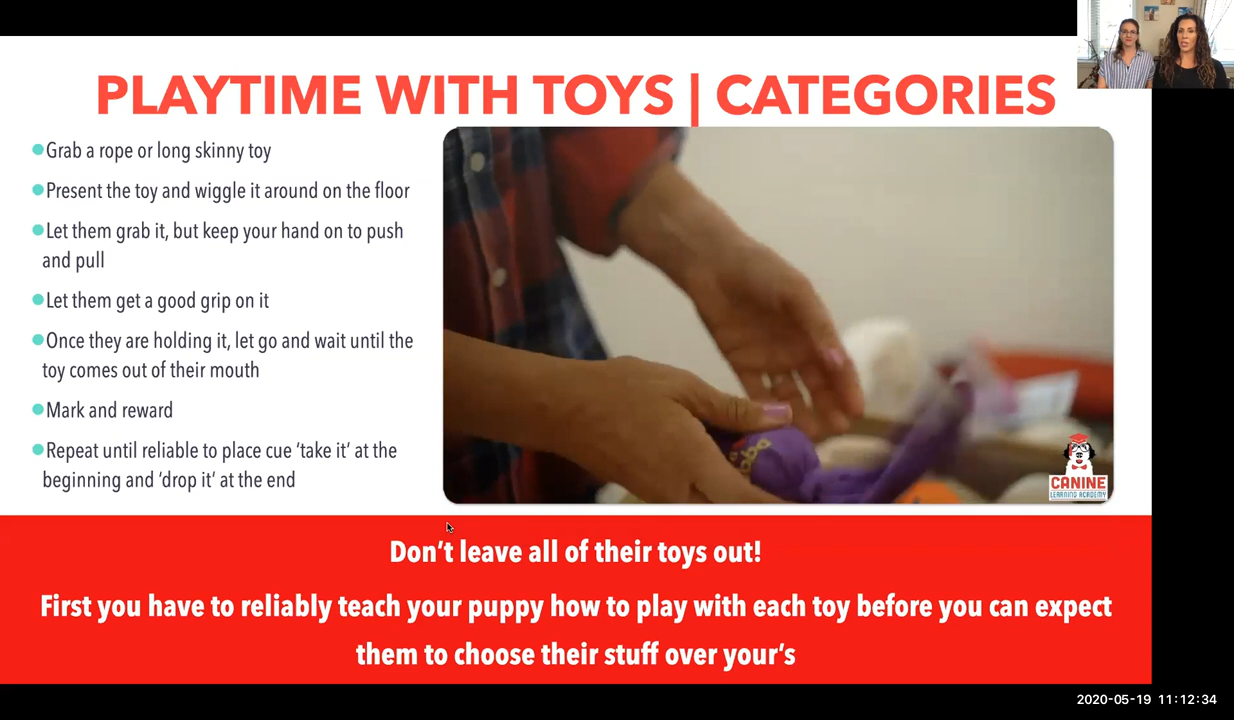 PLAYTIME WITH TOYS | CATEGORIES
Grab a rope or long skinny toy
Present the toy and wiggle it around on the floor
Let them grab it, but keep your hand on to push
and pull
Let them get a good grip on it
Once they are holding it, let go and wait until the
toy comes out of their mouth
Mark and reward
Repeat until reliable to place cue ‘take it’ at the
beginning and ‘drop it’ at the end
CANINE
LEARNING ACADEMY
Don’t leave all of their toys out!
First you have to reliably teach your puppy how to play with each toy before you can expect
them to choose their stuff over your’s
2020-05-19 11:12:34